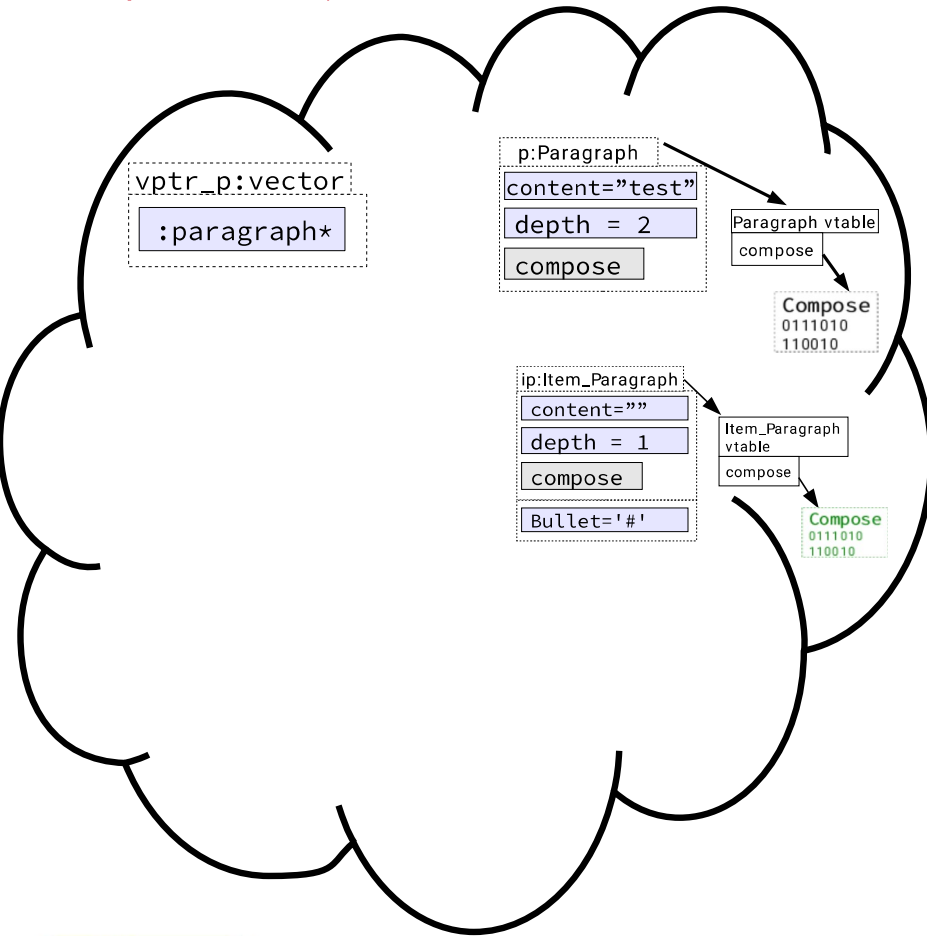 vptr_p:vector
:paragraph*
p:Paragraph
content=”test”
depth = 2
compose
Paragraph vtable
compose
Compose
0111010
110010
ip:Item_Paragraph
content=””
depth = 1
compose
Bullet='#'
Item_Paragraph
vtable
compose
Compose
0111010
110010